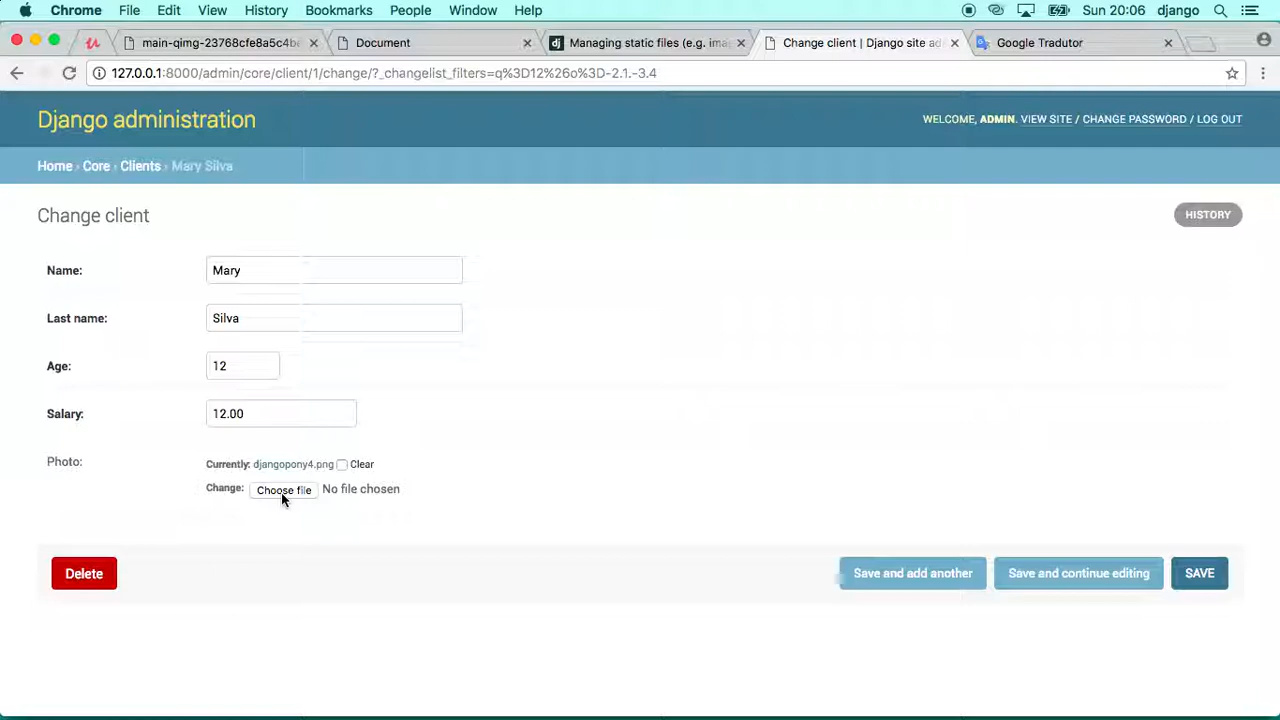 Chrome File Edit View History Bookmarks People Window Help Sun 20:06 django
main-qimg-23768cfe8a5c4b Document Managing static files (e.g. ima Change client | Django site ad Google Tradutor
127.0.0.1:8000/admin/core/client/1/change/?_changelist_filters=q%3D12%26o%3D-2.1.-3.4
Django administration
WELCOME, ADMIN. VIEW SITE / CHANGE PASSWORD / LOG OUT
Home › Core › Clients › Mary Silva
Change client
HISTORY
Name: Mary
Last name: Silva
Age: 12
Salary: 12.00
Photo: Currently: djangopony4.png Clear
Change: Choose file No file chosen
Delete Save and add another Save and continue editing SAVE